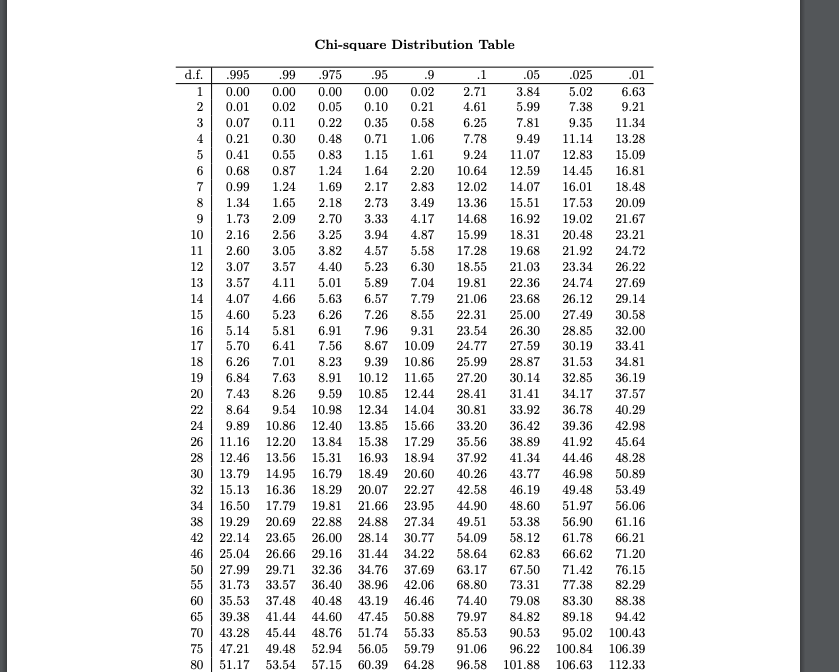 Chi-square Distribution Table
d.f. .995 .99 .975 .95 .9 .1 .05 .025 .01
1 0.00 0.00 0.00 0.00 0.02 2.71 3.84 5.02 6.63
2 0.01 0.02 0.05 0.10 0.21 4.61 5.99 7.38 9.21
3 0.07 0.11 0.22 0.35 0.58 6.25 7.81 9.35 11.34
4 0.21 0.30 0.48 0.71 1.06 7.78 9.49 11.14 13.28
5 0.41 0.55 0.83 1.15 1.61 9.24 11.07 12.83 15.09
6 0.68 0.87 1.24 1.64 2.20 10.64 12.59 14.45 16.81
7 0.99 1.24 1.69 2.17 2.83 12.02 14.07 16.01 18.48
8 1.34 1.65 2.18 2.73 3.49 13.36 15.51 17.53 20.09
9 1.73 2.09 2.70 3.33 4.17 14.68 16.92 19.02 21.67
10 2.16 2.56 3.25 3.94 4.87 15.99 18.31 20.48 23.21
11 2.60 3.05 3.82 4.57 5.58 17.28 19.68 21.92 24.72
12 3.07 3.57 4.40 5.23 6.30 18.55 21.03 23.34 26.22
13 3.57 4.11 5.01 5.89 7.04 19.81 22.36 24.74 27.69
14 4.07 4.66 5.63 6.57 7.79 21.06 23.68 26.12 29.14
15 4.60 5.23 6.26 7.26 8.55 22.31 25.00 27.49 30.58
16 5.14 5.81 6.91 7.96 9.31 23.54 26.30 28.85 32.00
17 5.70 6.41 7.56 8.67 10.09 24.77 27.59 30.19 33.41
18 6.26 7.01 8.23 9.39 10.86 25.99 28.87 31.53 34.81
19 6.84 7.63 8.91 10.12 11.65 27.20 30.14 32.85 36.19
20 7.43 8.26 9.59 10.85 12.44 28.41 31.41 34.17 37.57
22 8.64 9.54 10.98 12.34 14.04 30.81 33.92 36.78 40.29
24 9.89 10.86 12.40 13.85 15.66 33.20 36.42 39.36 42.98
26 11.16 12.20 13.84 15.38 17.29 35.56 38.89 41.92 45.64
28 12.46 13.56 15.31 16.93 18.94 37.92 41.34 44.46 48.28
30 13.79 14.95 16.79 18.49 20.60 40.26 43.77 46.98 50.89
32 15.13 16.36 18.29 20.07 22.27 42.58 46.19 49.48 53.49
34 16.50 17.79 19.81 21.66 23.95 44.90 48.60 51.97 56.06
38 19.29 20.69 22.88 24.88 27.34 49.51 53.38 56.90 61.16
42 22.14 23.65 26.00 28.14 30.77 54.09 58.12 61.78 66.21
46 25.04 26.66 29.16 31.44 34.22 58.64 62.83 66.62 71.20
50 27.99 29.71 32.36 34.76 37.69 63.17 67.50 71.42 76.15
55 31.73 33.57 36.40 38.96 42.06 68.80 73.31 77.38 82.29
60 35.53 37.48 40.48 43.19 46.46 74.40 79.08 83.30 88.38
65 39.38 41.44 44.60 47.45 50.88 79.97 84.82 89.18 94.42
70 43.28 45.44 48.76 51.74 55.33 85.53 90.53 95.02 100.43
75 47.21 49.48 52.94 56.05 59.79 91.06 96.22 100.84 106.39
80 51.17 53.54 57.15 60.39 64.28 96.58 101.88 106.63 112.33